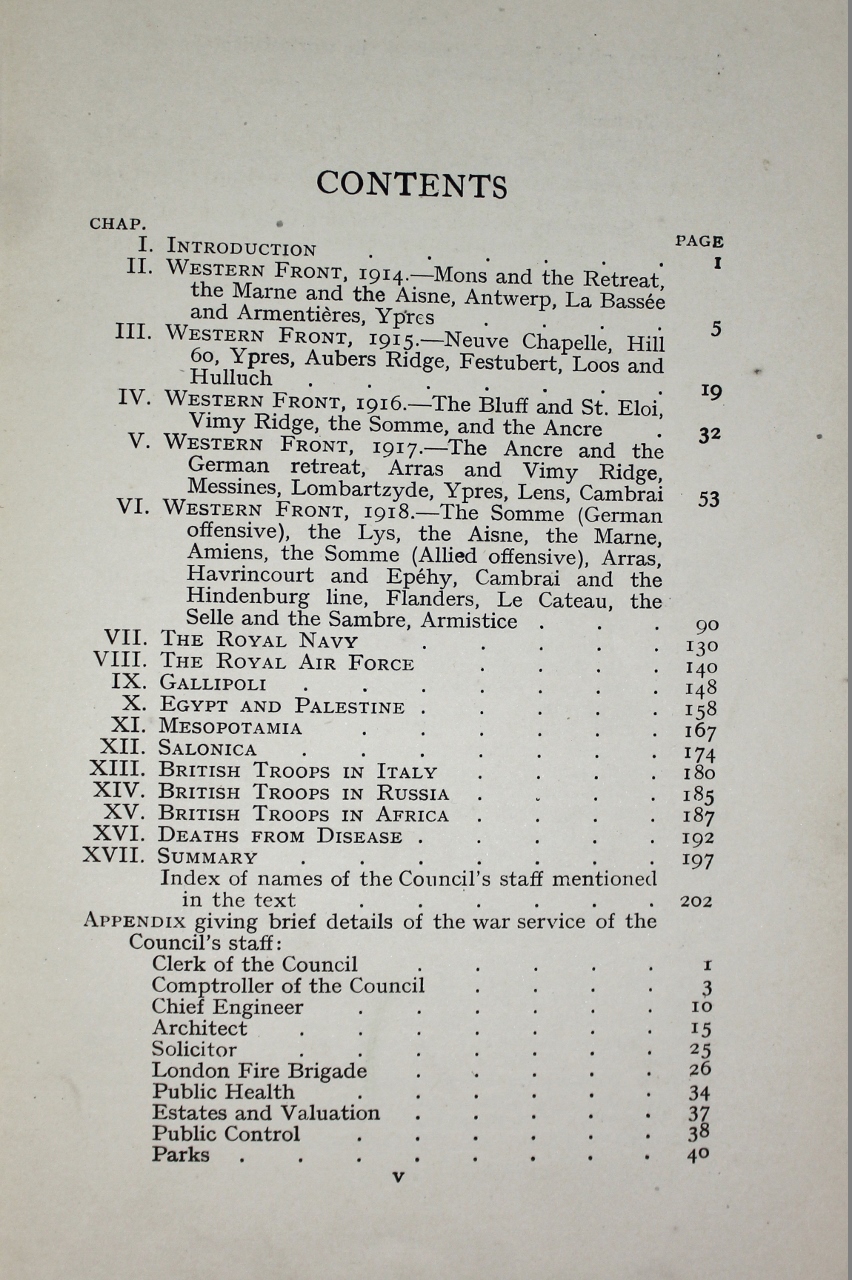 CONTENTS
CHAP.
PAGE
I. INTRODUCTION . . . . . . 1
II. WESTERN FRONT, 1914.—Mons and the Retreat,
the Marne and the Aisne, Antwerp, La Bassée
and Armentières, Ypres . . . . 5
III. WESTERN FRONT, 1915.—Neuve Chapelle, Hill
60, Ypres, Aubers Ridge, Festubert, Loos and
Hulluch . . . . . . . 19
IV. WESTERN FRONT, 1916.—The Bluff and St. Eloi,
Vimy Ridge, the Somme, and the Ancre . 32
V. WESTERN FRONT, 1917.—The Ancre and the
German retreat, Arras and Vimy Ridge,
Messines, Lombartzyde, Ypres, Lens, Cambrai 53
VI. WESTERN FRONT, 1918.—The Somme (German
offensive), the Lys, the Aisne, the Marne,
Amiens, the Somme (Allied offensive), Arras,
Havrincourt and Epéhy, Cambrai and the
Hindenburg line, Flanders, Le Cateau, the
Selle and the Sambre, Armistice . . . 90
VII. THE ROYAL NAVY . . . . . 130
VIII. THE ROYAL AIR FORCE . . . . 140
IX. GALLIPOLI . . . . . . . 148
X. EGYPT AND PALESTINE . . . . . 158
XI. MESOPOTAMIA . . . . . . 167
XII. SALONICA . . . . . . . 174
XIII. BRITISH TROOPS IN ITALY . . . . 180
XIV. BRITISH TROOPS IN RUSSIA . . . . 185
XV. BRITISH TROOPS IN AFRICA . . . . 187
XVI. DEATHS FROM DISEASE . . . . . 192
XVII. SUMMARY . . . . . . . 197
Index of names of the Council's staff mentioned
in the text . . . . . . 202
APPENDIX giving brief details of the war service of the
Council's staff:
Clerk of the Council . . . . . 1
Comptroller of the Council . . . . 3
Chief Engineer . . . . . . 10
Architect . . . . . . . 15
Solicitor . . . . . . . 25
London Fire Brigade . . . . . 26
Public Health . . . . . . 34
Estates and Valuation . . . . . 37
Public Control . . . . . . 38
Parks . . . . . . . . 40
v